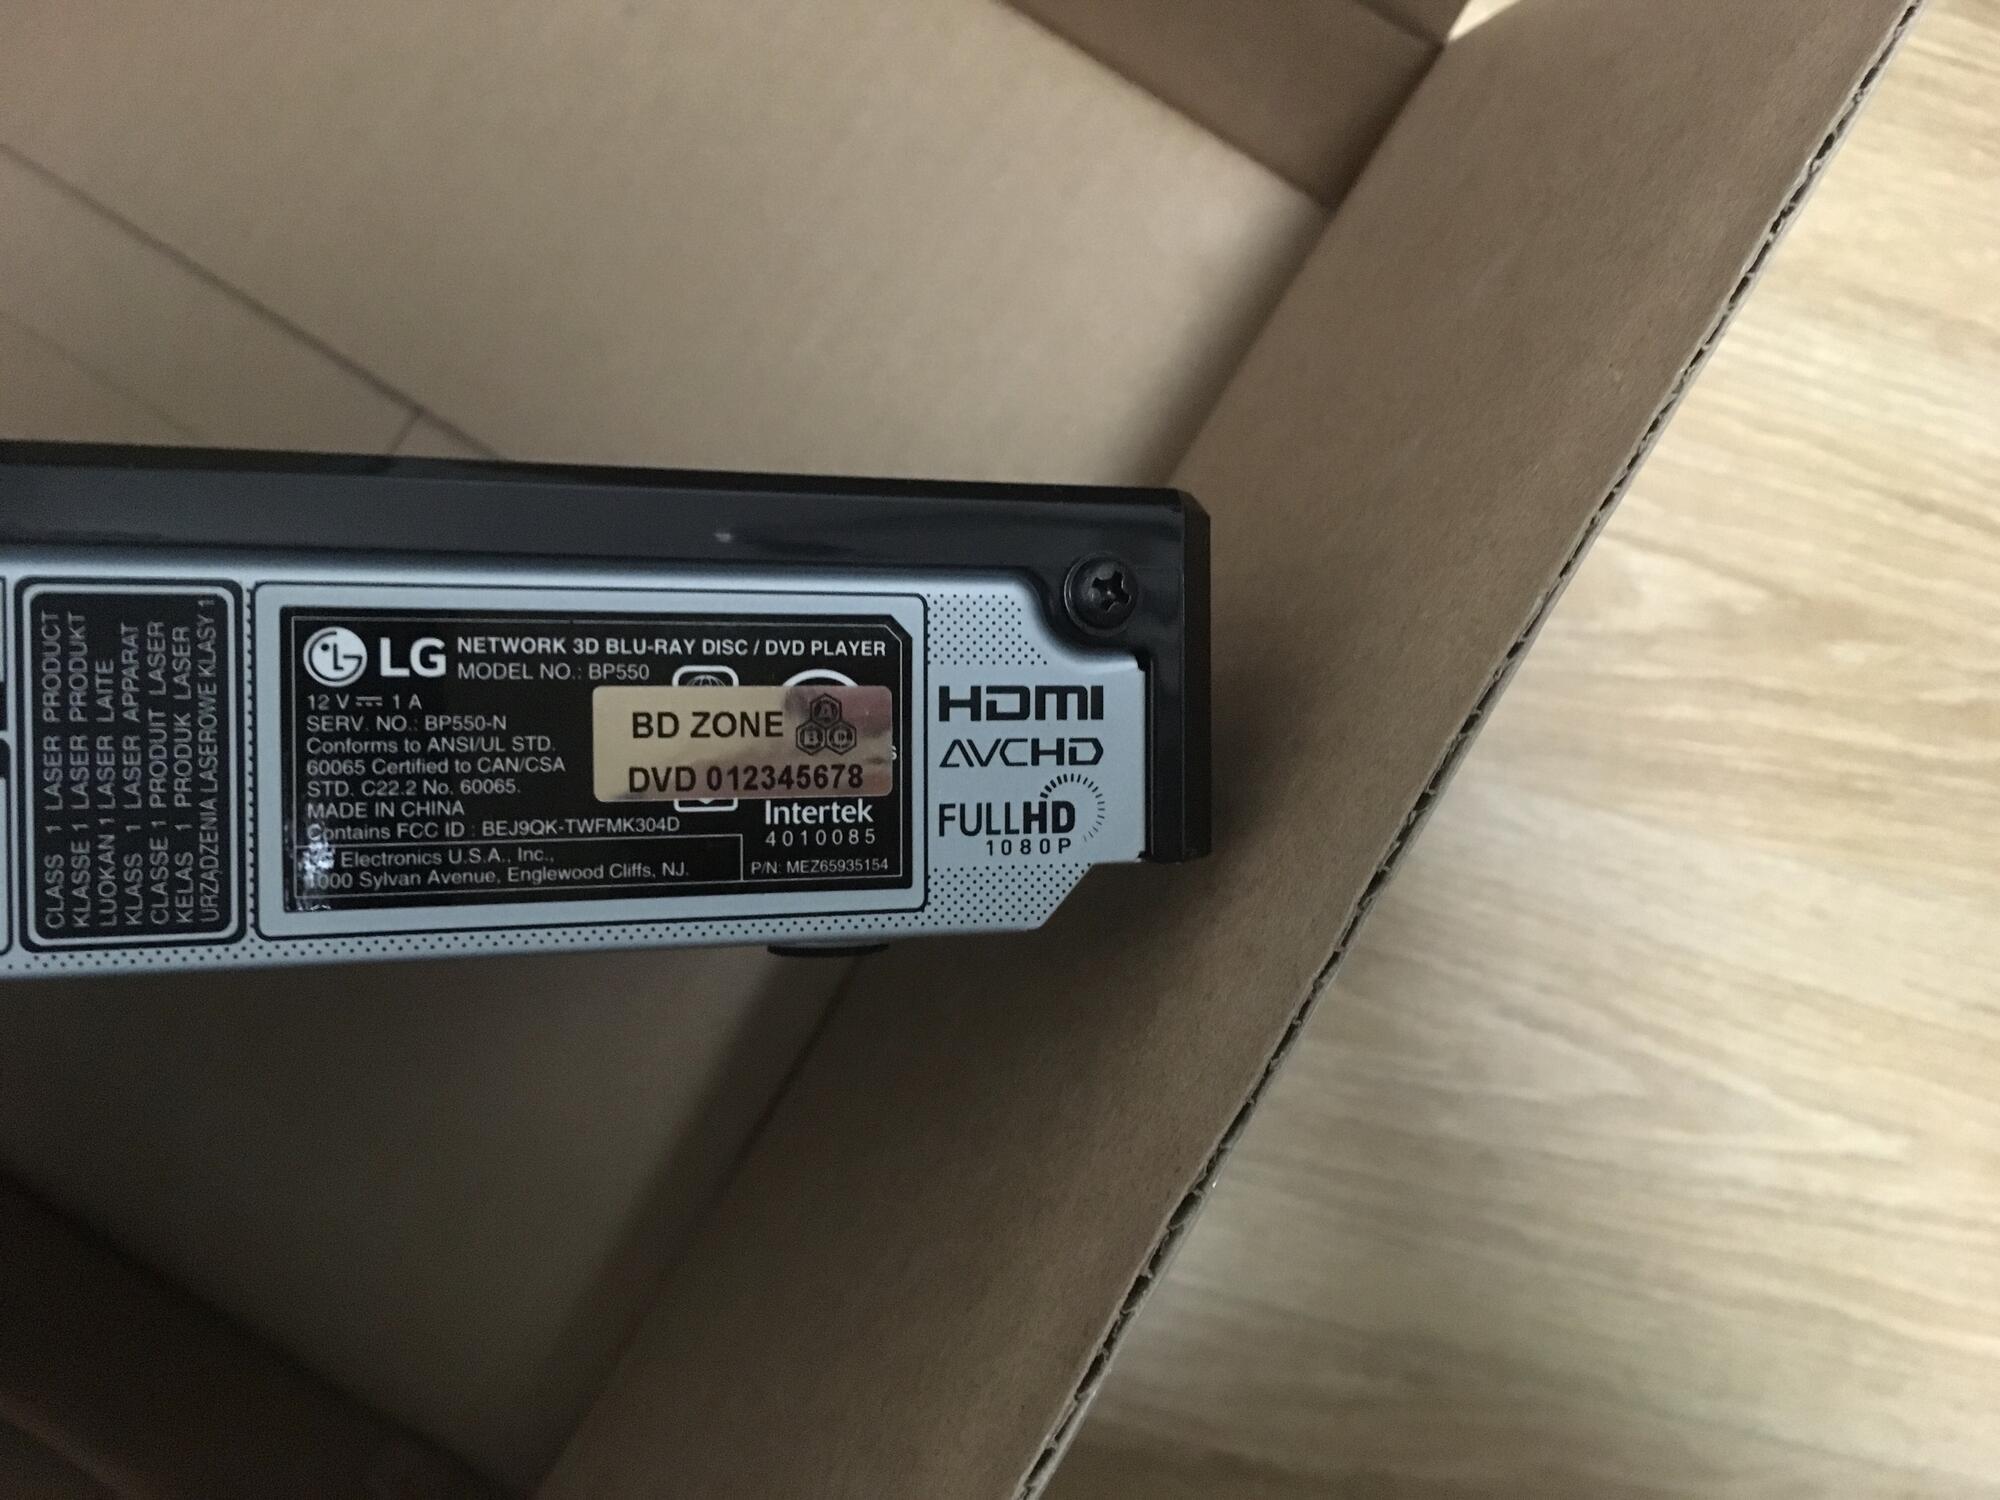 CLASS 1 LASER PRODUCT
KLASSE 1 LASER PRODUKT
LUOKAN 1 LASER LAITE
KLASS 1 LASER APPARAT
CLASSE 1 PRODUIT LASER
KELAS 1 PRODUK LASER
URZĄDZENIA LASEROWE KLASY 1
LG
NETWORK 3D BLU-RAY DISC / DVD PLAYER
MODEL NO.: BP550
12 V ⎓ 1 A
SERV. NO.: BP550-N
Conforms to ANSI/UL STD.
60065 Certified to CAN/CSA
STD. C22.2 No. 60065.
MADE IN CHINA
Contains FCC ID : BEJ9QK-TWFMK304D
Electronics U.S.A., Inc.,
1000 Sylvan Avenue, Englewood Cliffs, NJ.
BD ZONE A B C
DVD 012345678
Intertek
4010085
P/N: MEZ65935154
HDMI
AVCHD
FULLHD
1080P